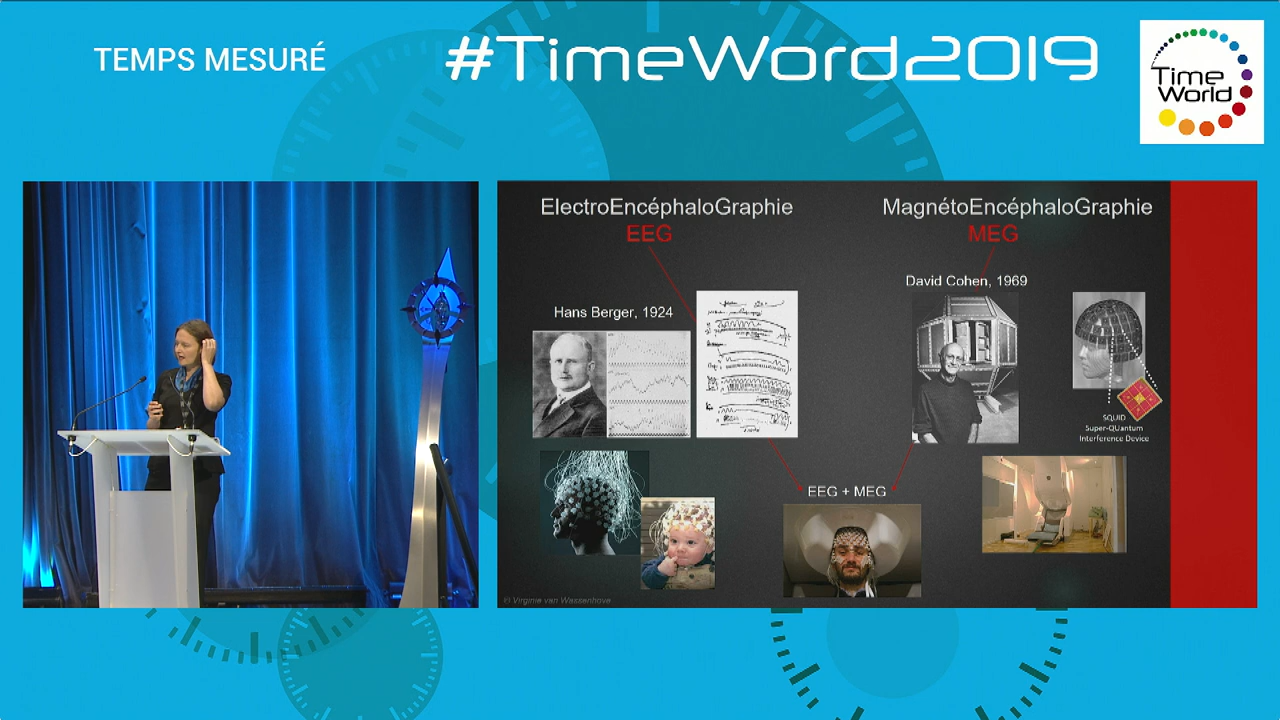 TEMPS MESURÉ
#TimeWord2019
Time
World
ElectroEncéphaloGraphie
EEG
MagnétoEncéphaloGraphie
MEG
David Cohen, 1969
Hans Berger, 1924
SQUID
Super-QUantum
Interference Device
EEG + MEG
© Virginie van Wassenhove